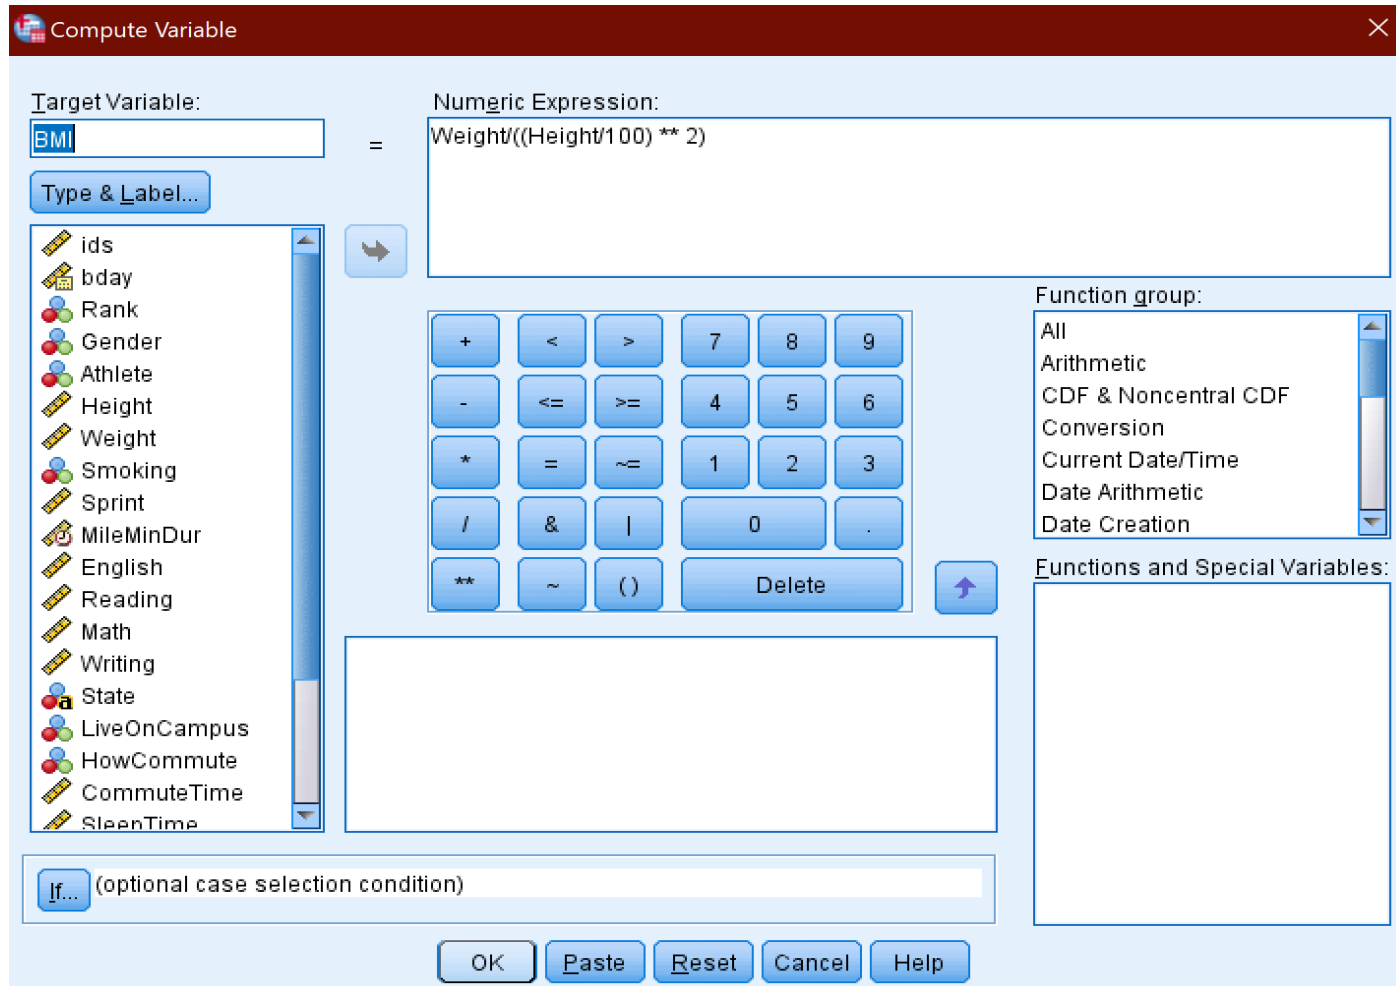 Compute Variable
Target Variable:
BMI
=
Numeric Expression:
Weight/((Height/100) ** 2)
Type & Label...
ids
bday
Rank
Gender
Athlete
Height
Weight
Smoking
Sprint
MileMinDur
English
Reading
Math
Writing
State
LiveOnCampus
HowCommute
CommuteTime
SleepTime
+ < > 7 8 9
- <= >= 4 5 6
* = ~= 1 2 3
/ & | 0 .
** ~ () Delete
Function group:
All
Arithmetic
CDF & Noncentral CDF
Conversion
Current Date/Time
Date Arithmetic
Date Creation
Functions and Special Variables:
If... (optional case selection condition)
OK Paste Reset Cancel Help